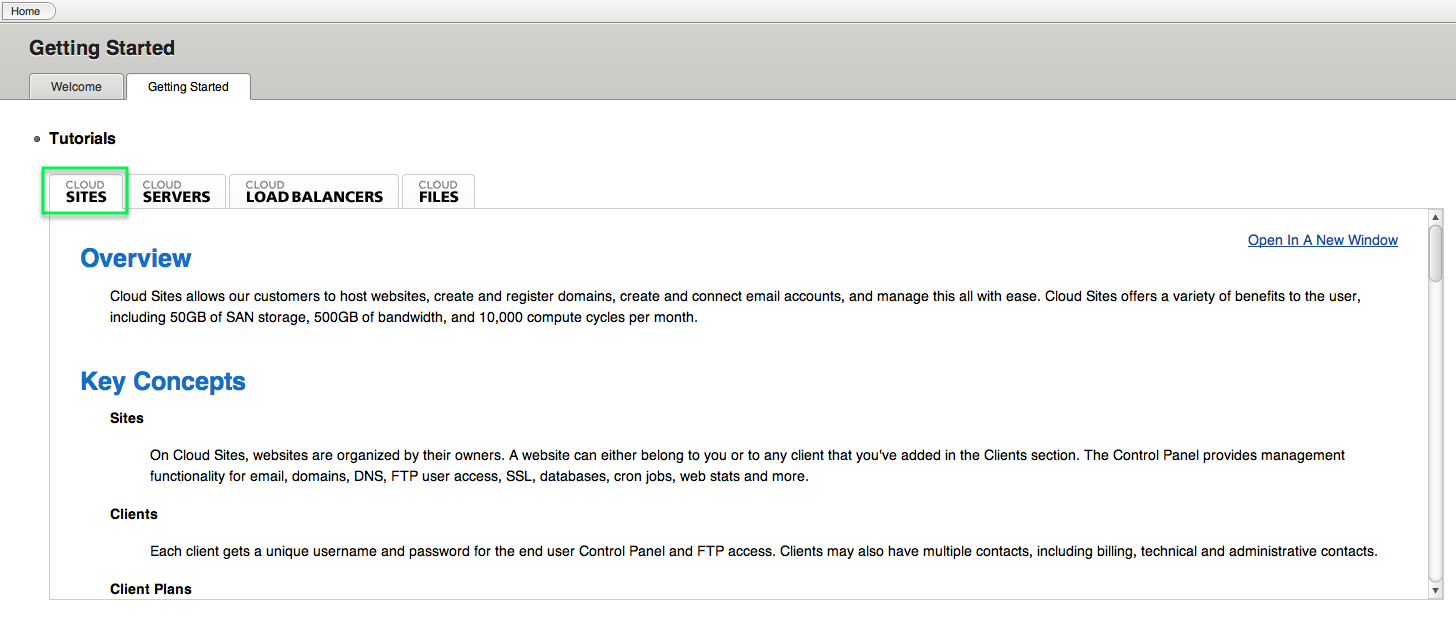 Home
Getting Started
Welcome
Getting Started
Tutorials
CLOUD
SITES
CLOUD
SERVERS
CLOUD
LOAD BALANCERS
CLOUD
FILES
Open In A New Window
Overview
Cloud Sites allows our customers to host websites, create and register domains, create and connect email accounts, and manage this all with ease. Cloud Sites offers a variety of benefits to the user,
including 50GB of SAN storage, 500GB of bandwidth, and 10,000 compute cycles per month.
Key Concepts
Sites
On Cloud Sites, websites are organized by their owners. A website can either belong to you or to any client that you've added in the Clients section. The Control Panel provides management
functionality for email, domains, DNS, FTP user access, SSL, databases, cron jobs, web stats and more.
Clients
Each client gets a unique username and password for the end user Control Panel and FTP access. Clients may also have multiple contacts, including billing, technical and administrative contacts.
Client Plans